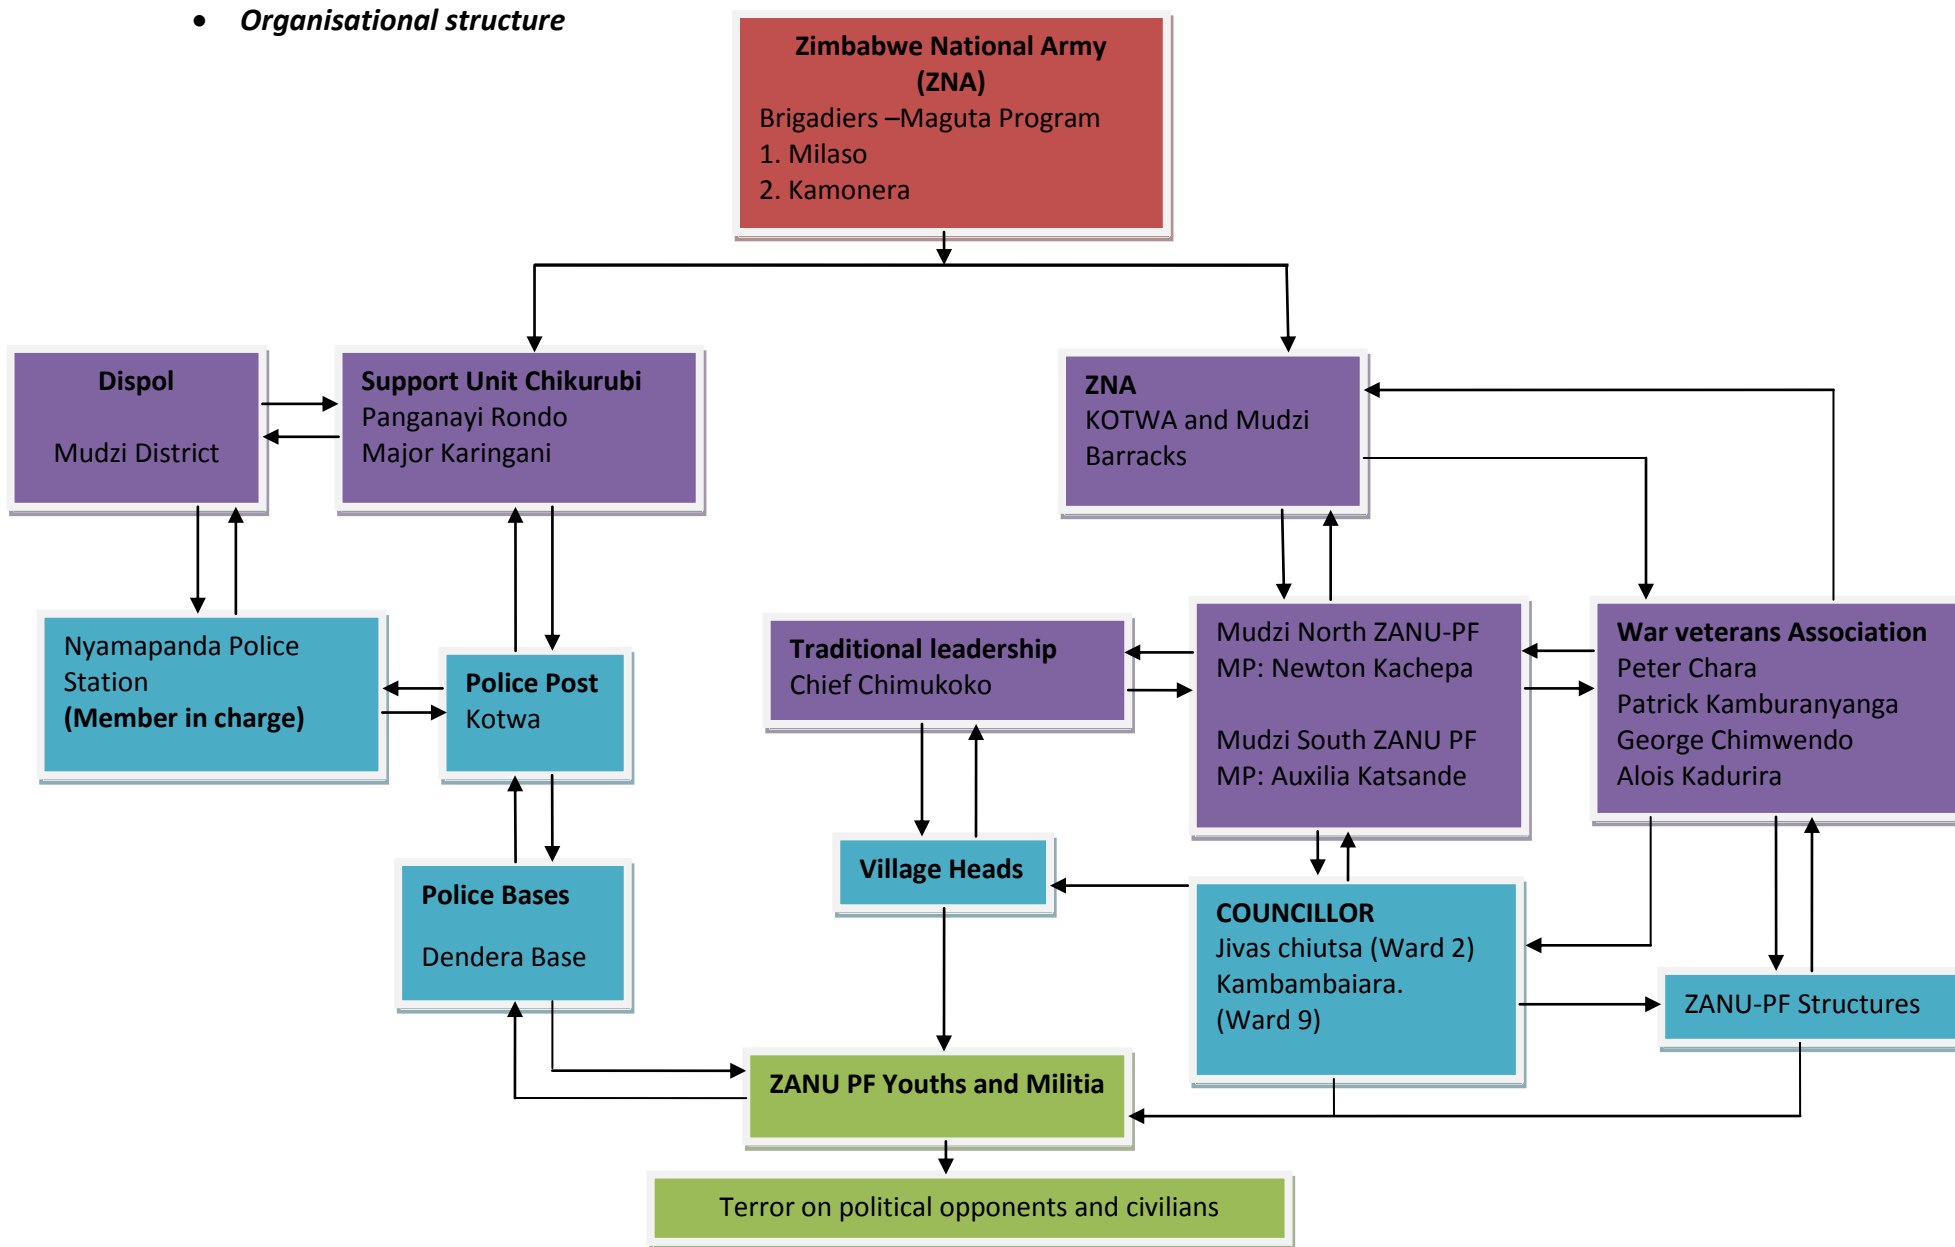 • Organisational structure
Zimbabwe National Army
(ZNA)
Brigadiers –Maguta Program
1. Milaso
2. Kamonera
Dispol
Mudzi District
Support Unit Chikurubi
Panganayi Rondo
Major Karingani
ZNA
KOTWA and Mudzi
Barracks
Nyamapanda Police
Station
(Member in charge)
Police Post
Kotwa
Traditional leadership
Chief Chimukoko
Mudzi North ZANU-PF
MP: Newton Kachepa
Mudzi South ZANU PF
MP: Auxilia Katsande
War veterans Association
Peter Chara
Patrick Kamburanyanga
George Chimwendo
Alois Kadurira
Village Heads
Police Bases
Dendera Base
COUNCILLOR
Jivas chiutsa (Ward 2)
Kambambaiara.
(Ward 9)
ZANU-PF Structures
ZANU PF Youths and Militia
Terror on political opponents and civilians